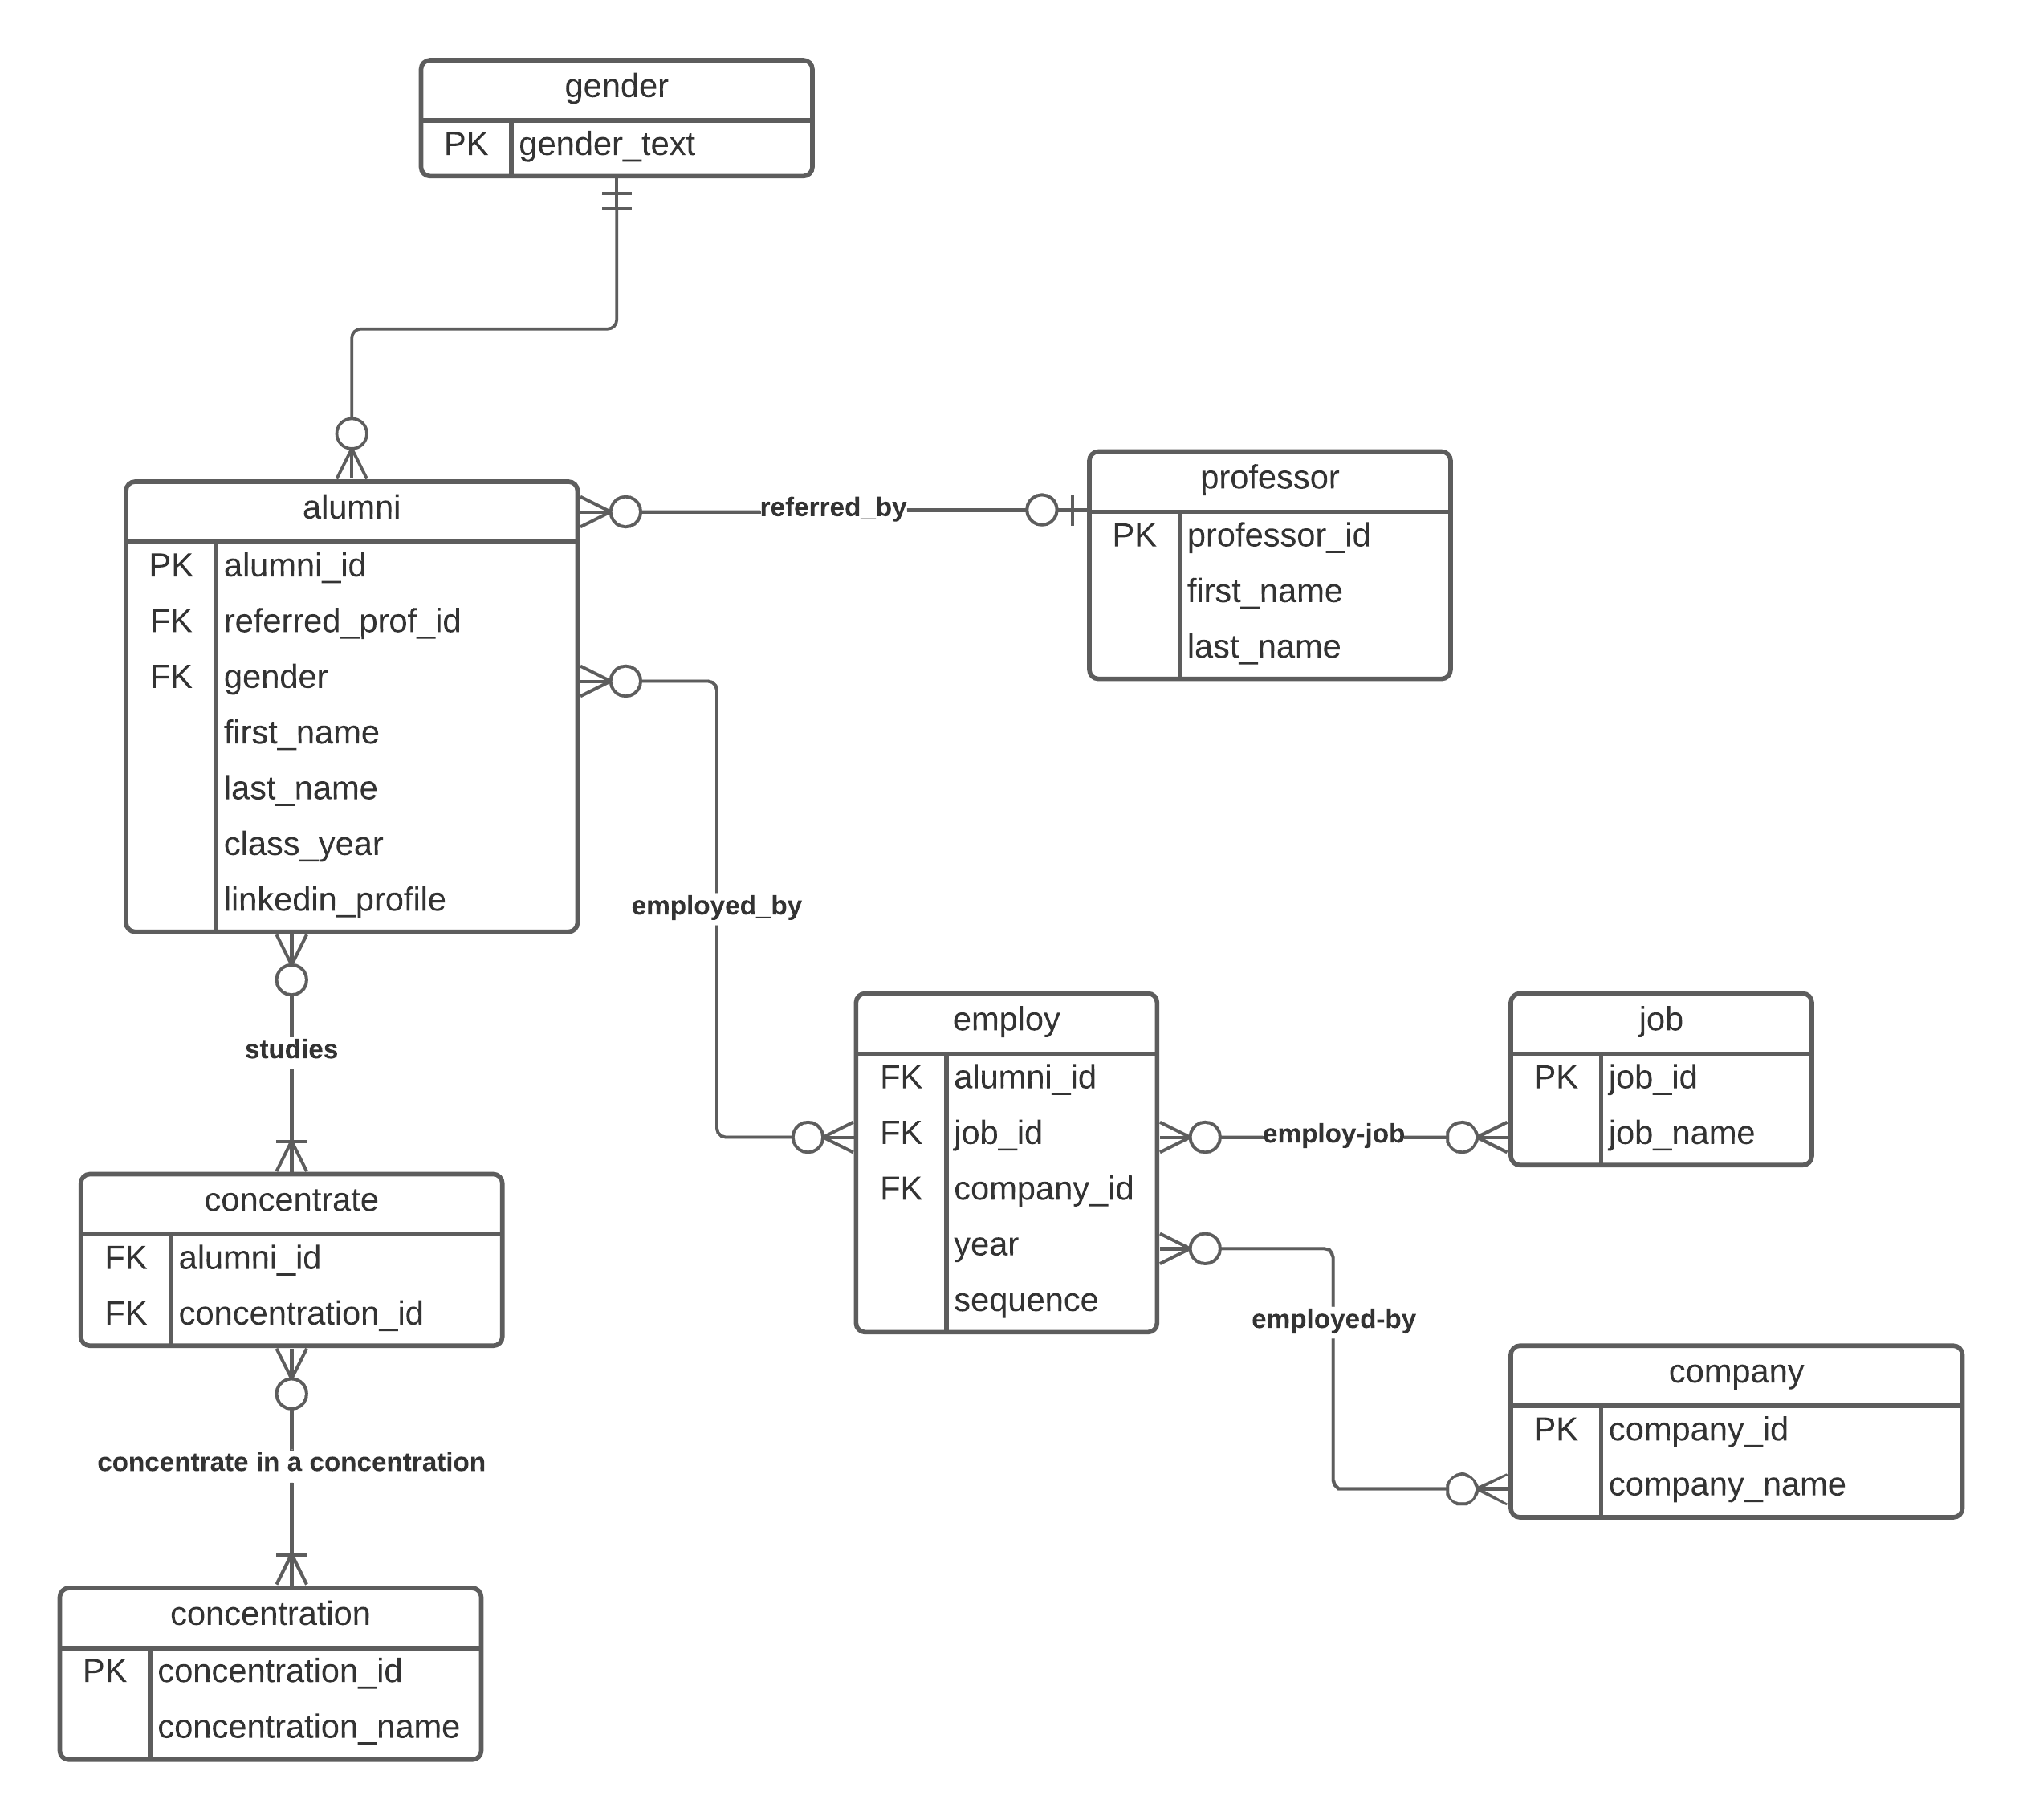 gender
PK gender_text
alumni
PK alumni_id
FK referred_prof_id
FK gender
first_name
last_name
class_year
linkedin_profile
referred_by
professor
PK professor_id
first_name
last_name
employed_by
studies
employ
FK alumni_id
FK job_id
FK company_id
year
sequence
employ-job
job
PK job_id
job_name
employed-by
company
PK company_id
company_name
concentrate
FK alumni_id
FK concentration_id
concentrate in a concentration
concentration
PK concentration_id
concentration_name